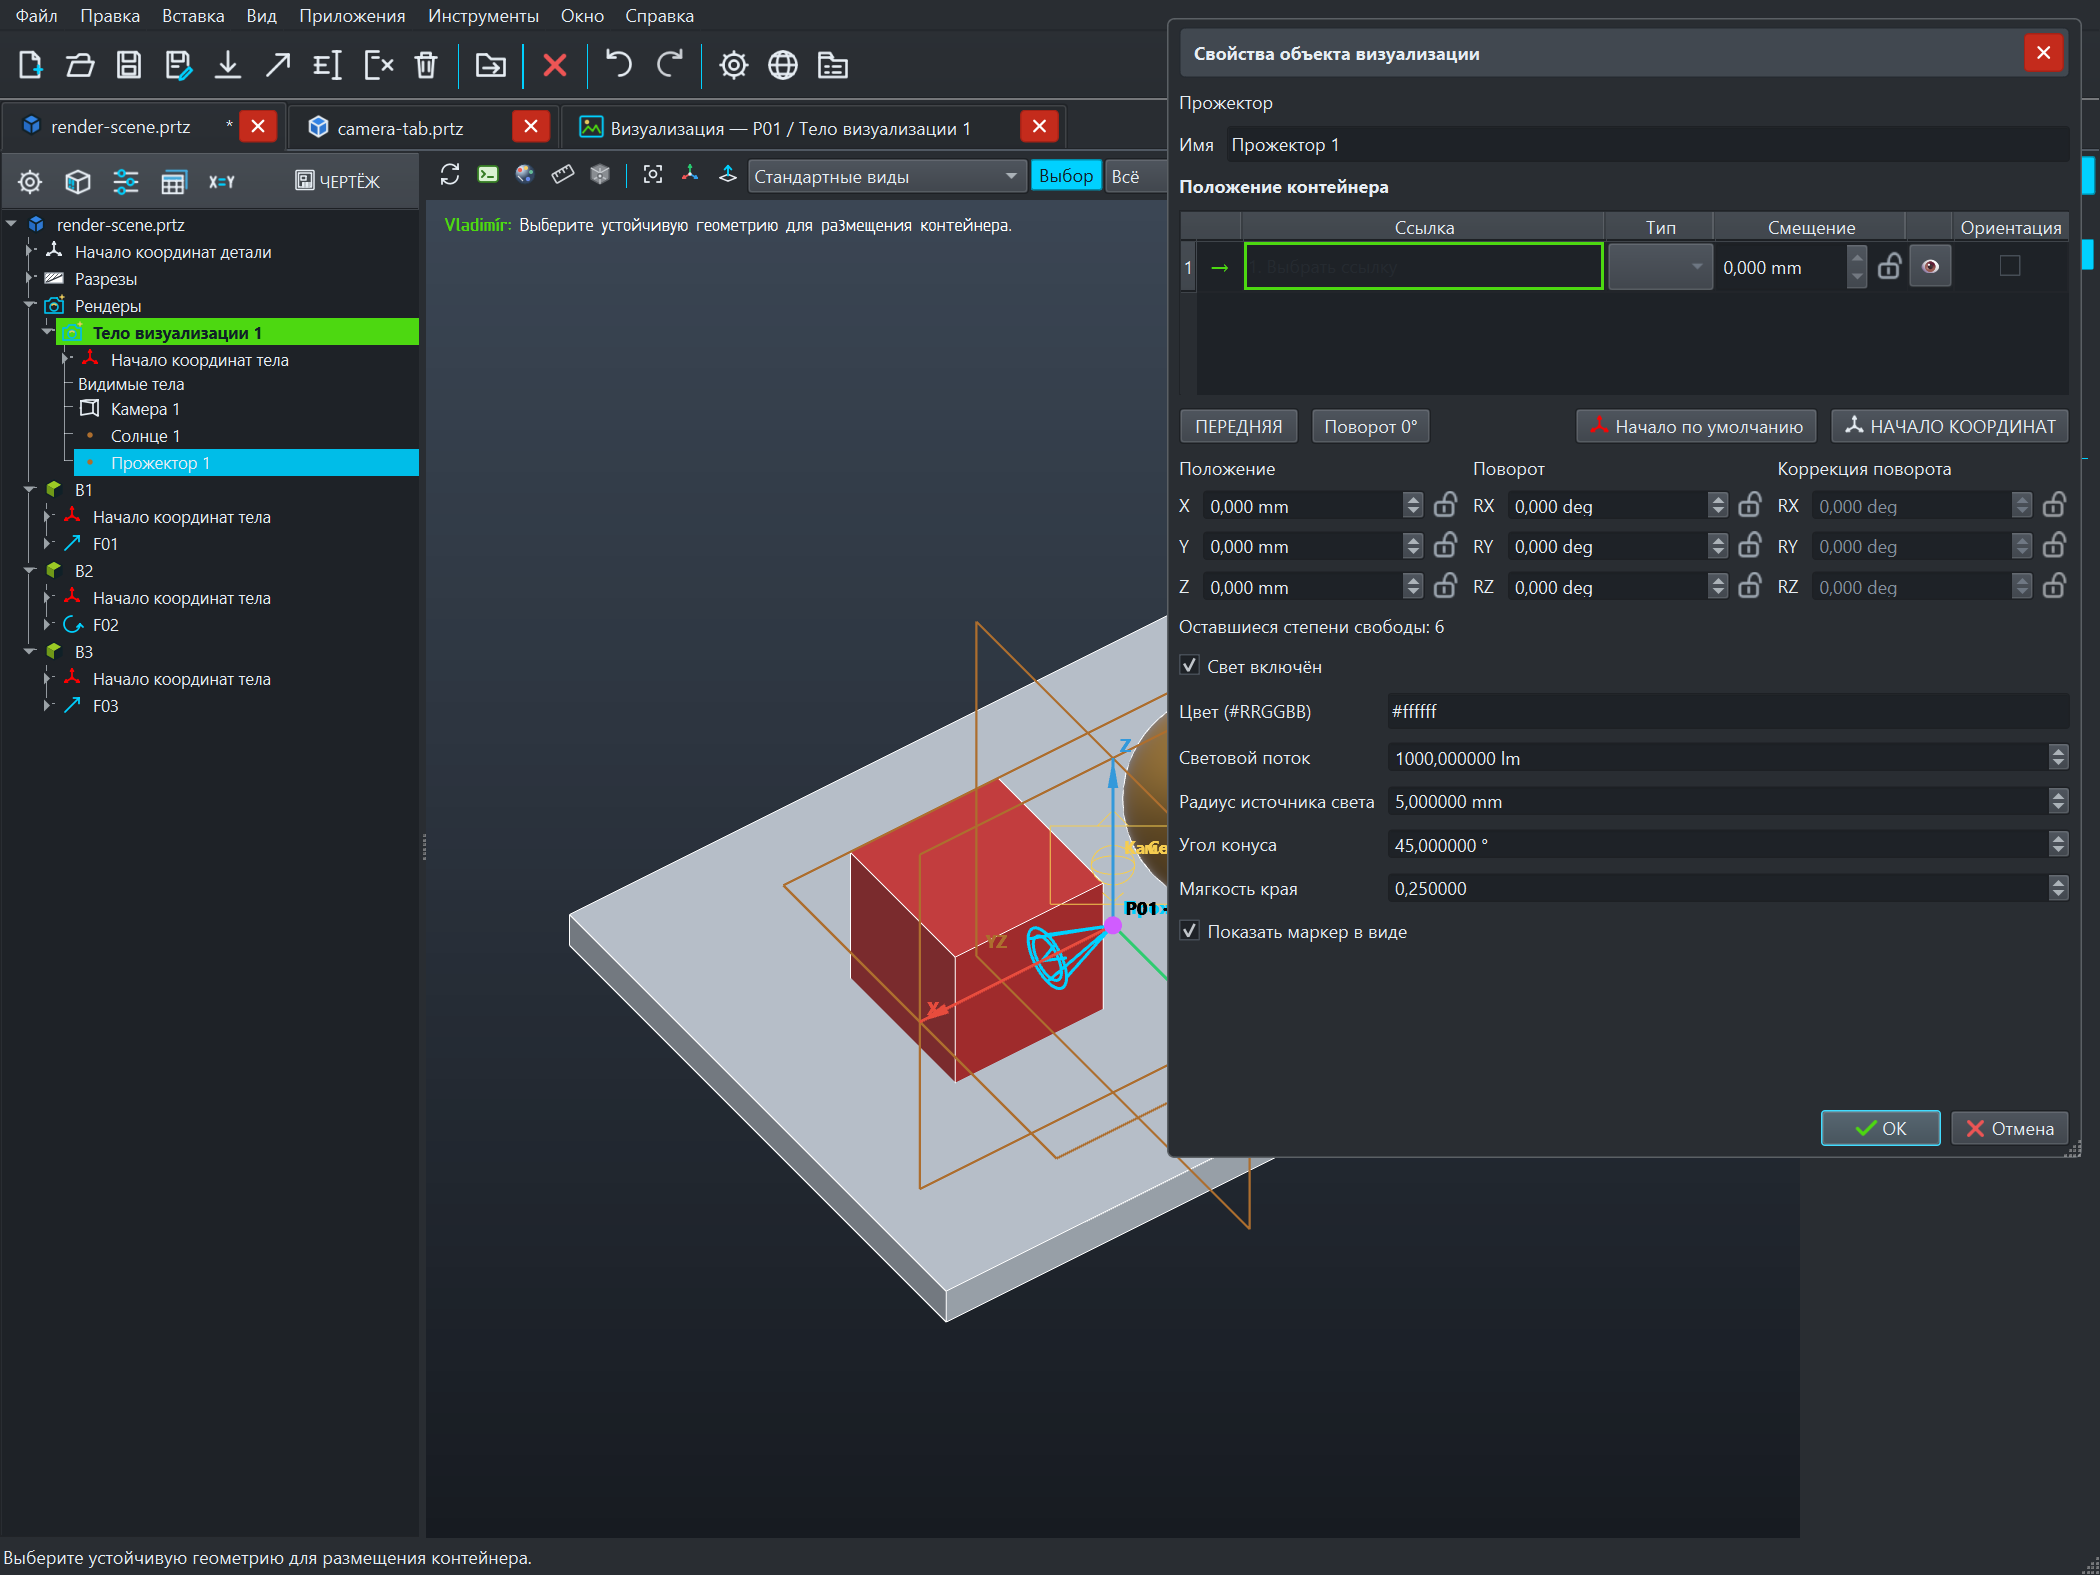 Файл Правка Вставка Вид Приложения Инструменты Окно Справка
Свойства объекта визуализации
render-scene.prtz *
camera-tab.prtz
Визуализация — P01 / Тело визуализации 1
X=Y
ЧЕРТЁЖ
Стандартные виды
Выбор
Всё
Vladimír: Выберите устойчивую геометрию для размещения контейнера.
render-scene.prtz
Начало координат детали
Разрезы
Рендеры
Тело визуализации 1
Начало координат тела
Видимые тела
Камера 1
Солнце 1
Прожектор 1
B1
Начало координат тела
F01
B2
Начало координат тела
F02
B3
Начало координат тела
F03
Z
YZ
X
P01
Прожектор
Имя Прожектор 1
Положение контейнера
Ссылка Тип Смещение Ориентация
1 → Выбрать ссылку 0,000 mm
ПЕРЕДНЯЯ Поворот 0° Начало по умолчанию НАЧАЛО КООРДИНАТ
Положение Поворот Коррекция поворота
X 0,000 mm RX 0,000 deg RX 0,000 deg
Y 0,000 mm RY 0,000 deg RY 0,000 deg
Z 0,000 mm RZ 0,000 deg RZ 0,000 deg
Оставшиеся степени свободы: 6
Свет включён
Цвет (#RRGGBB) #ffffff
Световой поток 1000,000000 lm
Радиус источника света 5,000000 mm
Угол конуса 45,000000 °
Мягкость края 0,250000
Показать маркер в виде
OK Отмена
Выберите устойчивую геометрию для размещения контейнера.